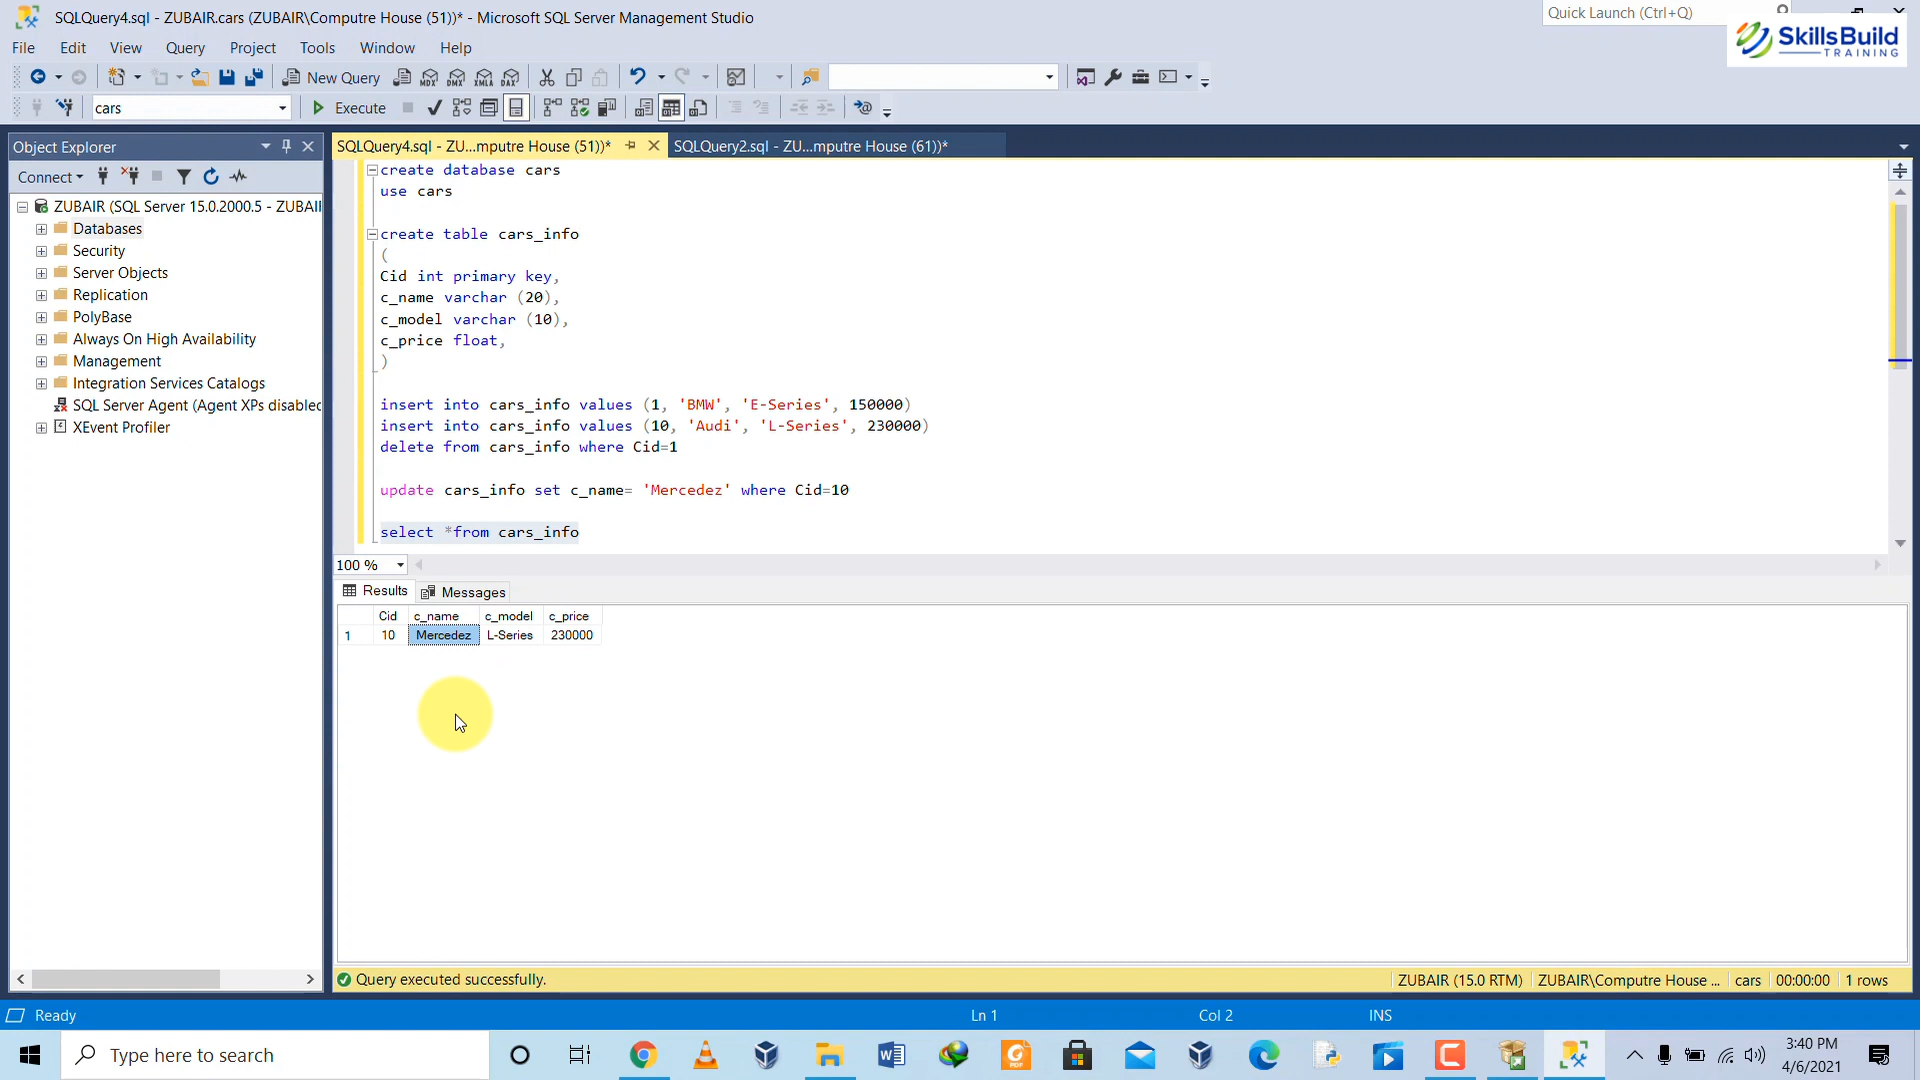 SQLQuery4.sql - ZUBAIR.cars (ZUBAIR\Computre House (51))* - Microsoft SQL Server Management Studio
Quick Launch (Ctrl+Q)
SkillsBuild
TRAINING
File Edit View Query Project Tools Window Help
New Query
MDX DMX XMLA DAX
cars
Execute
Object Explorer
SQLQuery4.sql - ZU...mputre House (51))*
SQLQuery2.sql - ZU...mputre House (61))*
Connect
ZUBAIR (SQL Server 15.0.2000.5 - ZUBAI
Databases
Security
Server Objects
Replication
PolyBase
Always On High Availability
Management
Integration Services Catalogs
SQL Server Agent (Agent XPs disabled
XEvent Profiler
create database cars
use cars
create table cars_info
(
Cid int primary key,
c_name varchar (20),
c_model varchar (10),
c_price float,
)
insert into cars_info values (1, 'BMW', 'E-Series', 150000)
insert into cars_info values (10, 'Audi', 'L-Series', 230000)
delete from cars_info where Cid=1
update cars_info set c_name= 'Mercedez' where Cid=10
select *from cars_info
100 %
Results Messages
Cid c_name c_model c_price
1 10 Mercedez L-Series 230000
Query executed successfully.
ZUBAIR (15.0 RTM) ZUBAIR\Computre House ... cars 00:00:00 1 rows
Ready
Ln 1
Col 2
INS
Type here to search
3:40 PM
4/6/2021